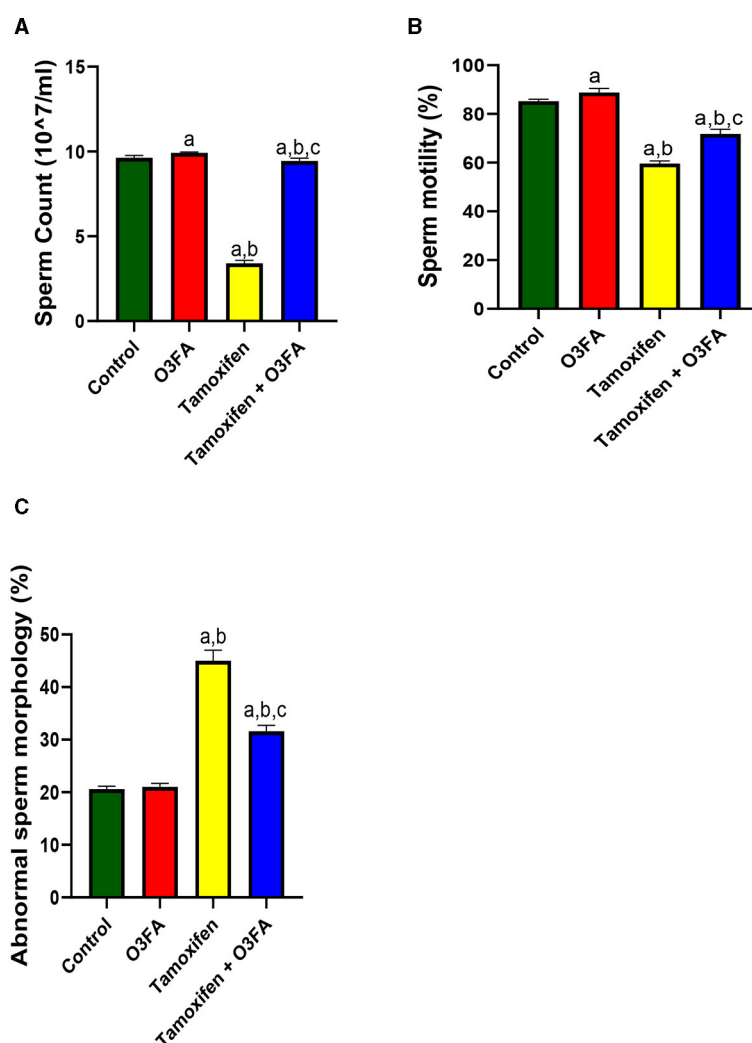 A
Sperm Count (10^7/ml)
15
10
5
0
a
a,b
a,b,c
Control
O3FA
Tamoxifen
Tamoxifen + O3FA
B
Sperm motility (%)
100
80
60
40
20
0
a
a,b
a,b,c
Control
O3FA
Tamoxifen
Tamoxifen + O3FA
C
Abnormal sperm morphology (%)
50
40
30
20
10
0
a,b
a,b,c
Control
O3FA
Tamoxifen
Tamoxifen + O3FA